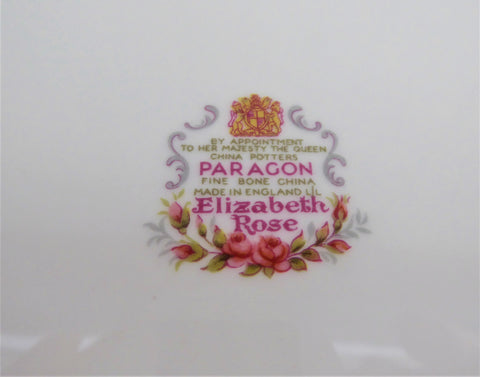 BY APPOINTMENT
TO HER MAJESTY THE QUEEN
CHINA POTTERS
PARAGON
FINE BONE CHINA
MADE IN ENGLAND
Elizabeth
Rose